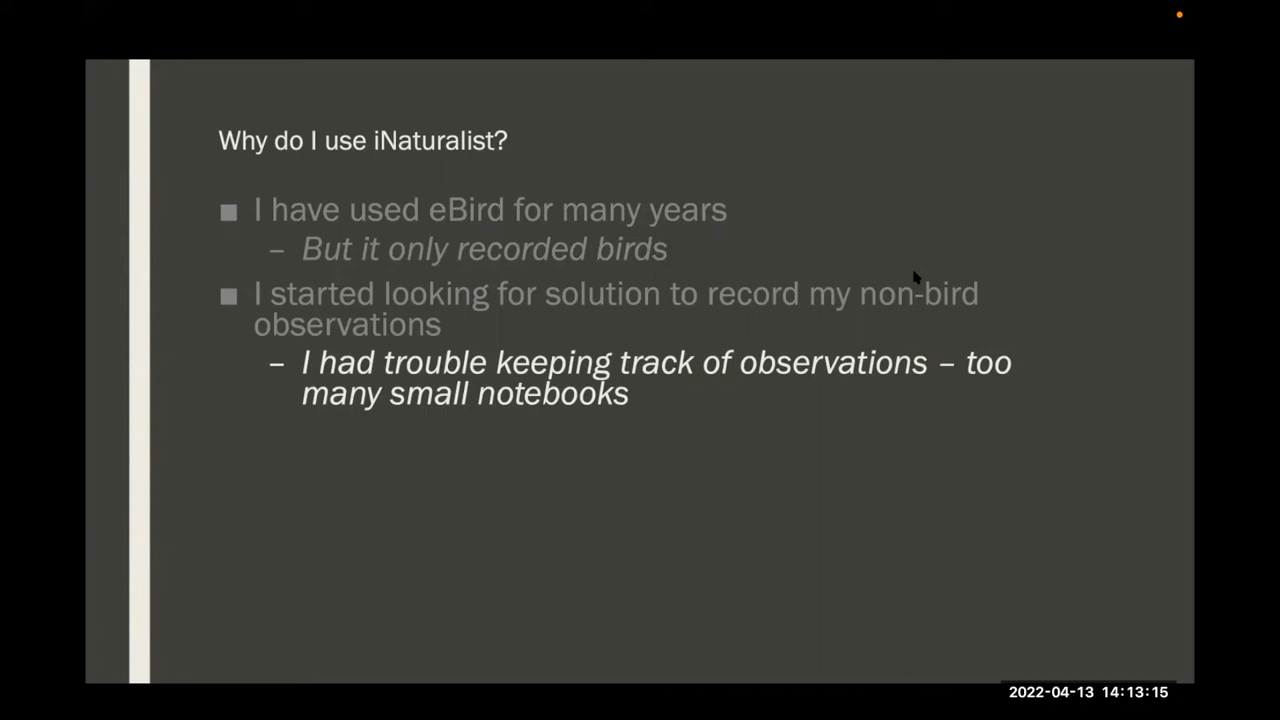 Why do I use iNaturalist?
■ I have used eBird for many years
– But it only recorded birds
■ I started looking for solution to record my non-bird
observations
– I had trouble keeping track of observations – too
many small notebooks
2022-04-13 14:13:15